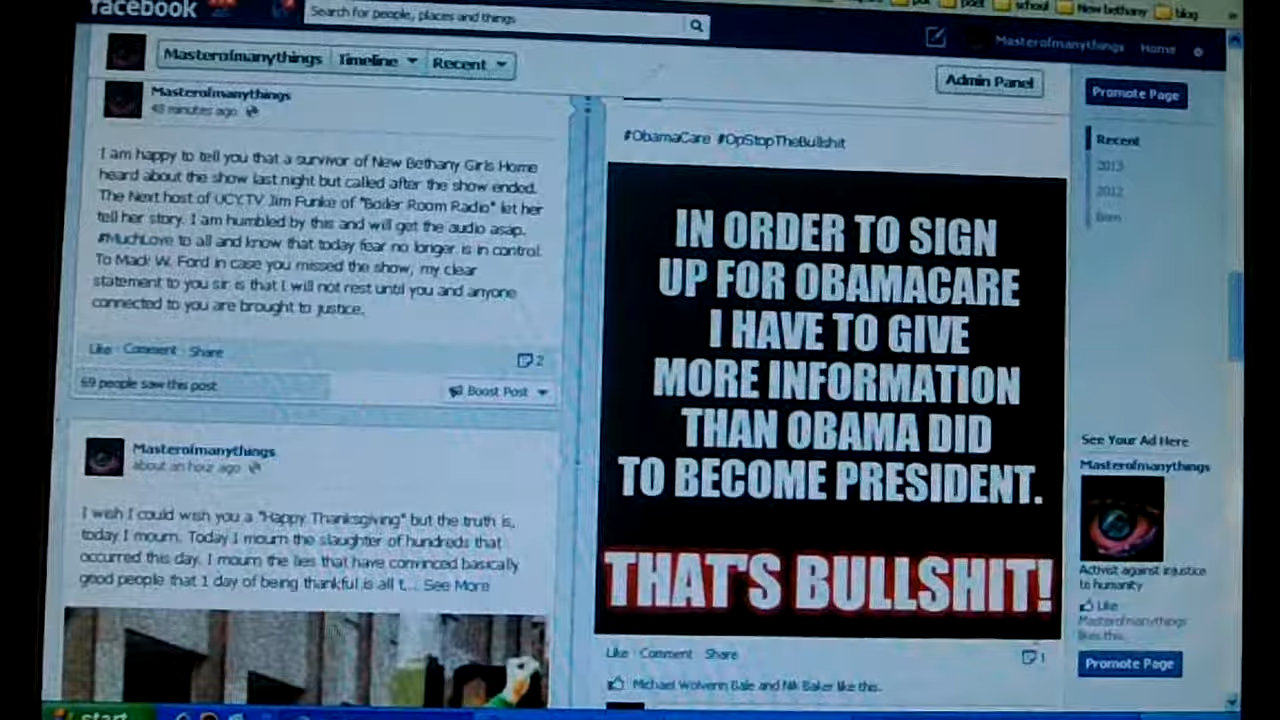 facebook
Search for people, places and things
school
New bethany
blog
Masterofmanythings
Home
Masterofmanythings
Timeline
Recent
Admin Panel
Promote Page
Masterofmanythings
48 minutes ago
I am happy to tell you that a survivor of New Bethany Girls Home
heard about the show last night but called after the show ended.
The Next host of UCY.TV Jim Funke of "Boiler Room Radio" let her
tell her story. I am humbled by this and will get the audio asap.
#MuchLove to all and know that today fear no longer is in control.
To Mack W. Ford in case you missed the show, my clear
statement to you sir is that I will not rest until you and anyone
connected to you are brought to justice.
Like · Comment · Share
2
69 people saw this post
Boost Post
Masterofmanythings
about an hour ago
I wish I could wish you a "Happy Thanksgiving" but the truth is,
today I mourn. Today I mourn the slaughter of hundreds that
occurred this day. I mourn the lies that have convinced basically
good people that 1 day of being thankful is all t... See More
#ObamaCare #OpStopTheBullshit
IN ORDER TO SIGN
UP FOR OBAMACARE
I HAVE TO GIVE
MORE INFORMATION
THAN OBAMA DID
TO BECOME PRESIDENT.
THAT'S BULLSHIT!
Like · Comment · Share
1
Michael Wolverin Bale and Nik Baker like this.
Recent
2013
2012
Born
See Your Ad Here
Masterofmanythings
Activist against injustice
to humanity
Like
Masterofmanythings
likes this.
Promote Page
start